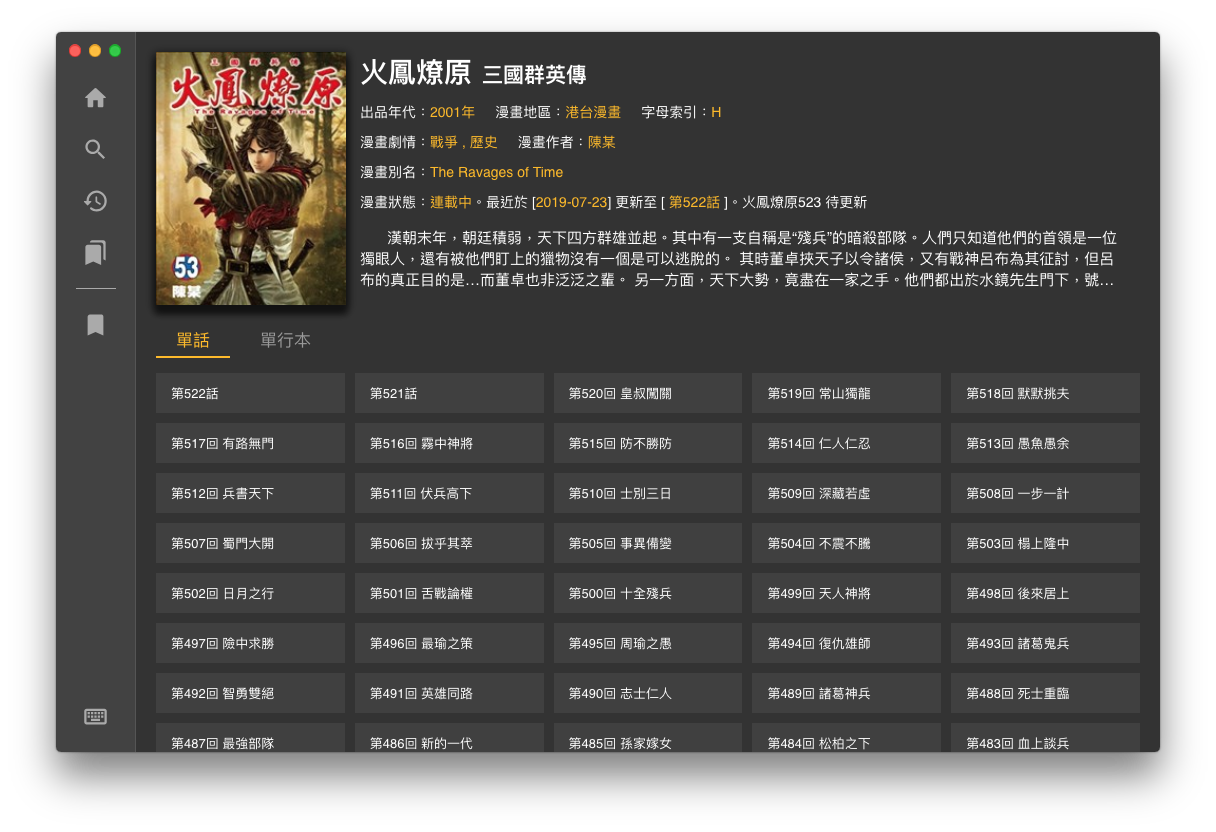 三國群英傳
火鳳燎原
The Ravages of Time
53
陳某
火鳳燎原 三國群英傳
出品年代：2001年 漫畫地區：港台漫畫 字母索引：H
漫畫劇情：戰爭 , 歷史 漫畫作者：陳某
漫畫別名：The Ravages of Time
漫畫狀態：連載中。最近於 [2019-07-23] 更新至 [ 第522話 ]。火鳳燎原523 待更新
漢朝末年，朝廷積弱，天下四方群雄並起。其中有一支自稱是“殘兵”的暗殺部隊。人們只知道他們的首領是一位
獨眼人，還有被他們盯上的獵物沒有一個是可以逃脫的。 其時董卓挾天子以令諸侯，又有戰神呂布為其征討，但呂
布的真正目的是…而董卓也非泛泛之輩。 另一方面，天下大勢，竟盡在一家之手。他們都出於水鏡先生門下，號…
單話 單行本
第522話 第521話 第520回 皇叔闖關 第519回 常山獨龍 第518回 默默挑夫
第517回 有路無門 第516回 霧中神將 第515回 防不勝防 第514回 仁人仁忍 第513回 愚魚愚余
第512回 兵書天下 第511回 伏兵高下 第510回 士別三日 第509回 深藏若虛 第508回 一步一計
第507回 蜀門大開 第506回 拔乎其萃 第505回 事異備變 第504回 不震不騰 第503回 榻上隆中
第502回 日月之行 第501回 舌戰論權 第500回 十全殘兵 第499回 天人神將 第498回 後來居上
第497回 險中求勝 第496回 最瑜之策 第495回 周瑜之愚 第494回 復仇雄師 第493回 諸葛鬼兵
第492回 智勇雙絕 第491回 英雄同路 第490回 志士仁人 第489回 諸葛神兵 第488回 死士重臨
第487回 最強部隊 第486回 新的一代 第485回 孫家嫁女 第484回 松柏之下 第483回 血上談兵